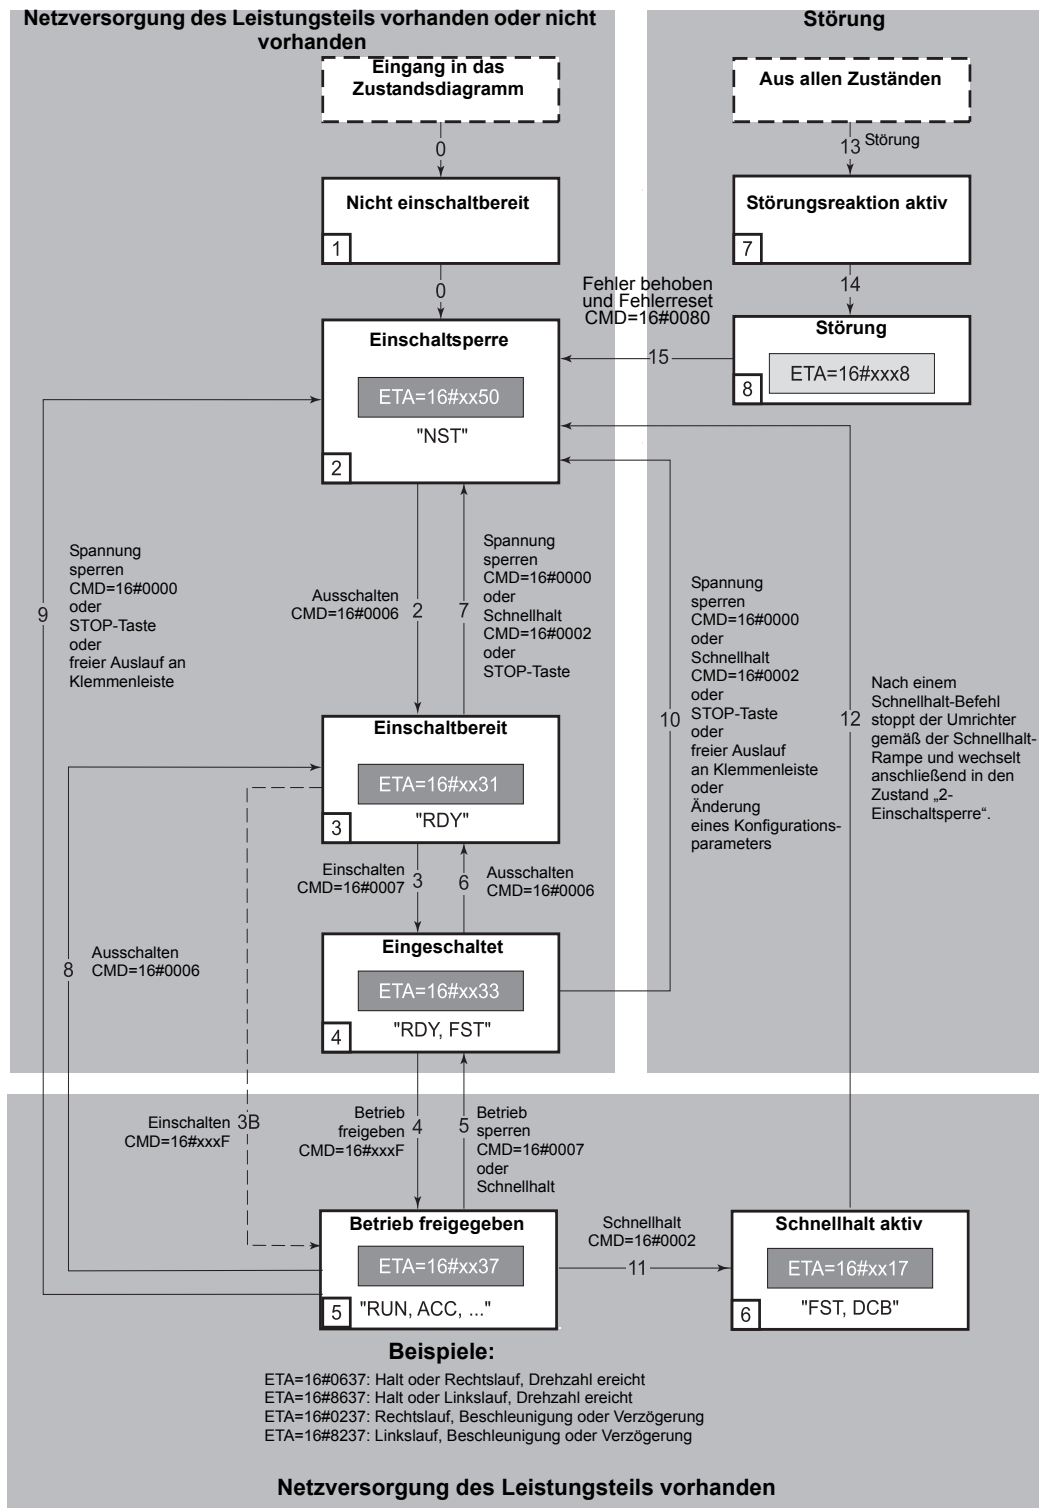 Netzversorgung des Leistungsteils vorhanden oder nicht
vorhanden
Störung
Eingang in das
Zustandsdiagramm
Aus allen Zuständen
0
13
Störung
Nicht einschaltbereit
1
Störungsreaktion aktiv
7
0
14
Fehler behoben
und Fehlerreset
CMD=16#0080
15
Einschaltsperre
ETA=16#xx50
"NST"
2
Störung
ETA=16#xxx8
8
9
Spannung
sperren
CMD=16#0000
oder
STOP-Taste
oder
freier Auslauf an
Klemmenleiste
Ausschalten
CMD=16#0006
2
7
Spannung
sperren
CMD=16#0000
oder
Schnellhalt
CMD=16#0002
oder
STOP-Taste
10
Spannung
sperren
CMD=16#0000
oder
Schnellhalt
CMD=16#0002
oder
STOP-Taste
oder
freier Auslauf
an Klemmenleiste
oder
Änderung
eines Konfigurations-
parameters
12
Nach einem
Schnellhalt-Befehl
stoppt der Umrichter
gemäß der Schnellhalt-
Rampe und wechselt
anschließend in den
Zustand „2-
Einschaltsperre“.
Einschaltbereit
ETA=16#xx31
"RDY"
3
Einschalten
CMD=16#0007
3
6
Ausschalten
CMD=16#0006
8
Ausschalten
CMD=16#0006
Eingeschaltet
ETA=16#xx33
"RDY, FST"
4
Einschalten
CMD=16#xxxF
3B
Betrieb
freigeben
CMD=16#xxxF
4
5
Betrieb
sperren
CMD=16#0007
oder
Schnellhalt
Betrieb freigegeben
ETA=16#xx37
"RUN, ACC, ..."
5
Schnellhalt
CMD=16#0002
11
Schnellhalt aktiv
ETA=16#xx17
"FST, DCB"
6
Beispiele:
ETA=16#0637: Halt oder Rechtslauf, Drehzahl ereicht
ETA=16#8637: Halt oder Linkslauf, Drehzahl ereicht
ETA=16#0237: Rechtslauf, Beschleunigung oder Verzögerung
ETA=16#8237: Linkslauf, Beschleunigung oder Verzögerung
Netzversorgung des Leistungsteils vorhanden